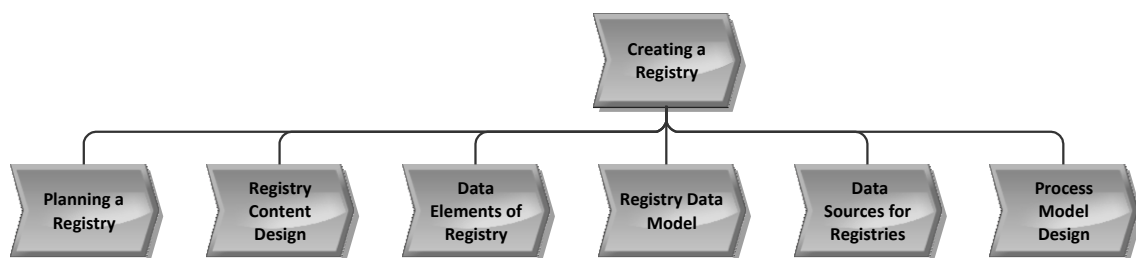 Creating a
Registry
Planning a
Registry
Registry
Content
Design
Data
Elements of
Registry
Registry Data
Model
Data
Sources for
Registries
Process
Model
Design